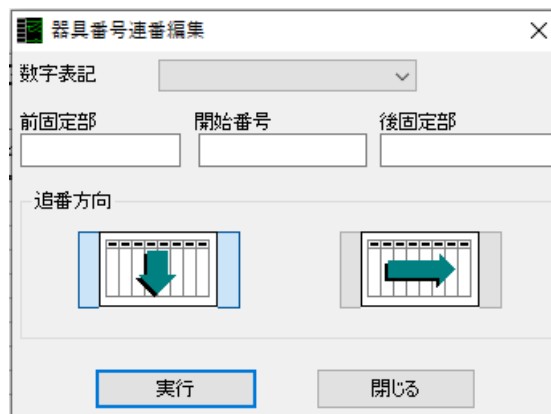 器具番号連番編集
数字表記
前固定部 開始番号 後固定部
追番方向
実行 閉じる